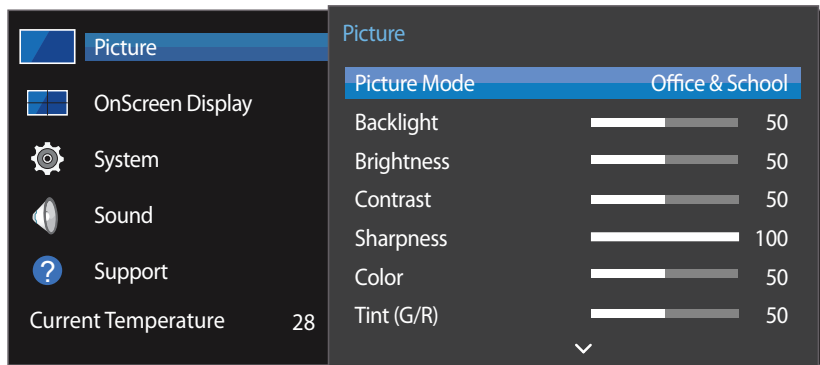 Picture
OnScreen Display
System
Sound
? Support
Current Temperature 28
Picture
Picture Mode Office & School
Backlight 50
Brightness 50
Contrast 50
Sharpness 100
Color 50
Tint (G/R) 50